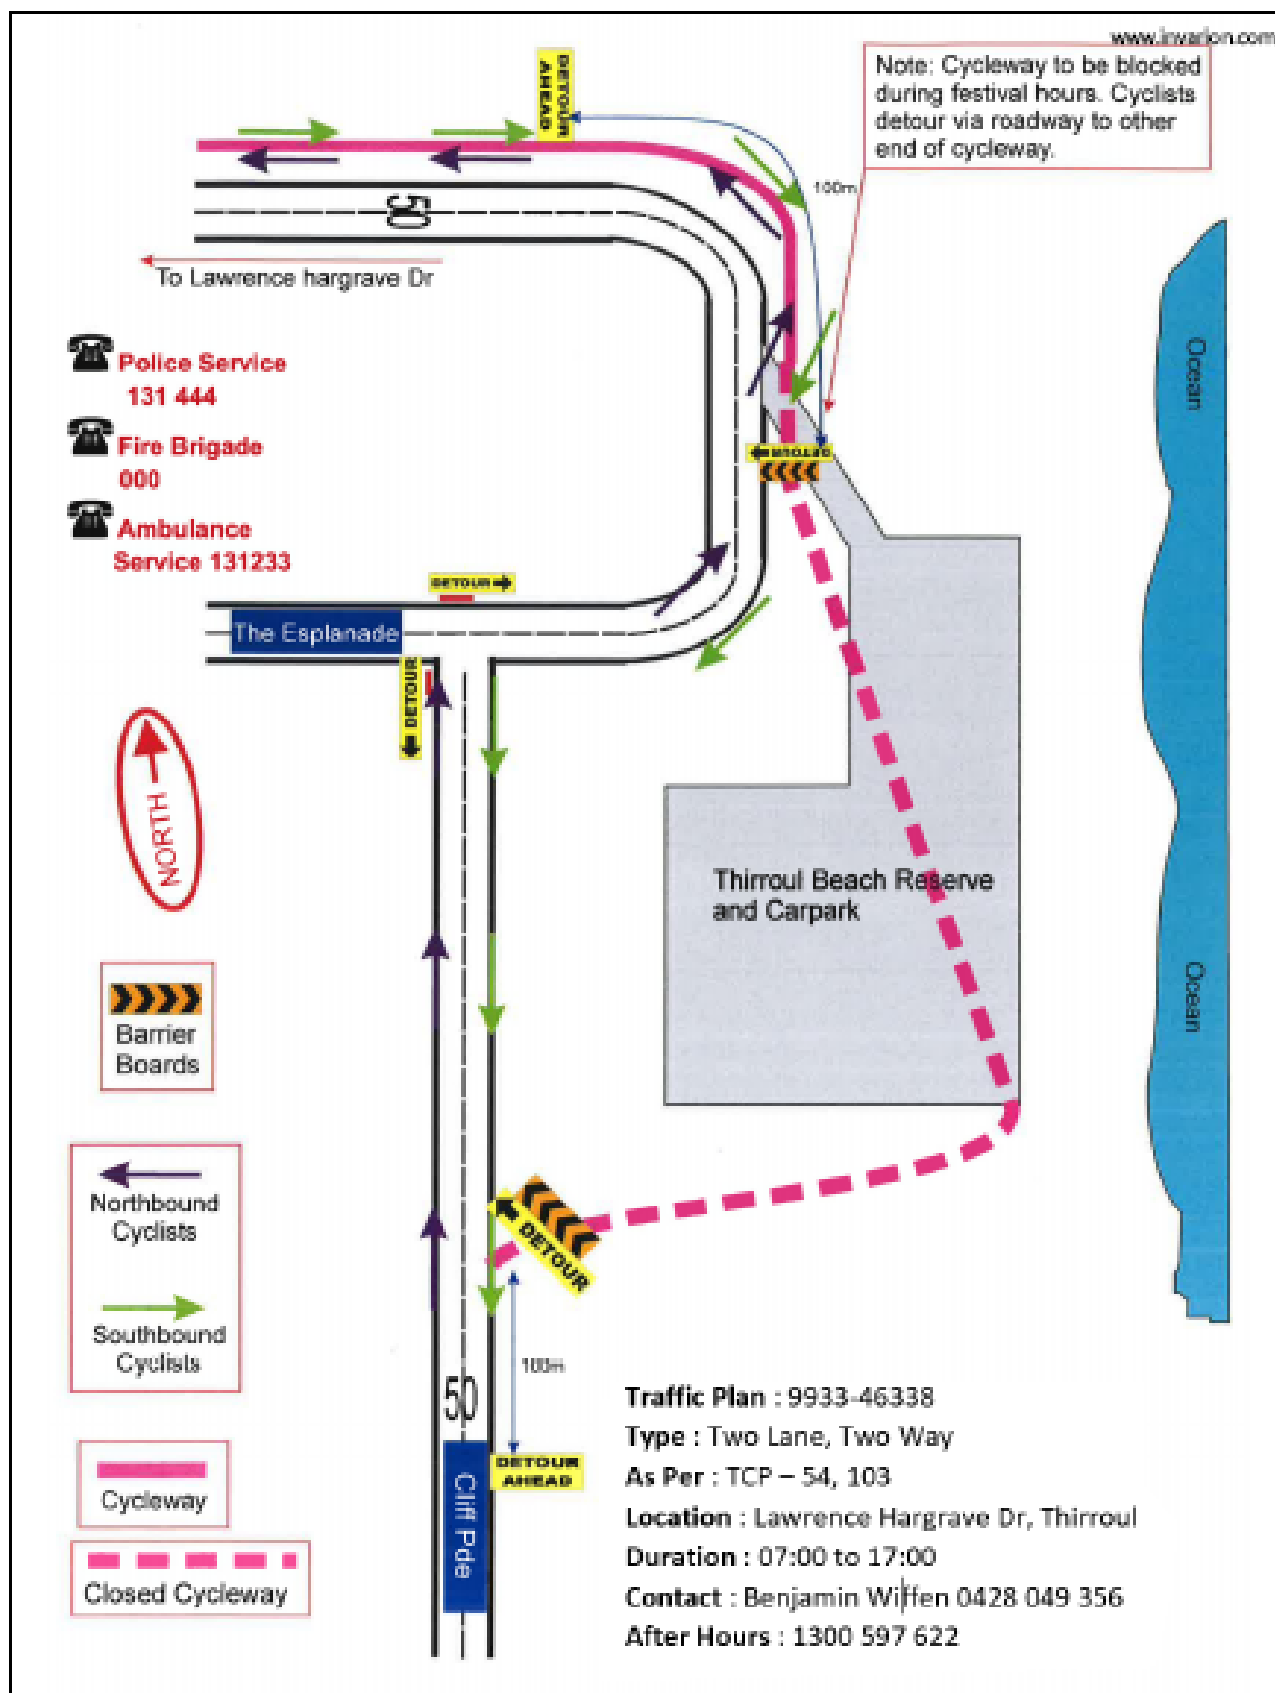 www.invarion.com
Note: Cycleway to be blocked
during festival hours. Cyclists
detour via roadway to other
end of cycleway.
DETOUR
AHEAD
100m
50
To Lawrence hargrave Dr
Police Service
131 444
Fire Brigade
000
Ambulance
Service 131233
DETOUR
Ocean
DETOUR
The Esplanade
DETOUR
NORTH
Thirroul Beach Reserve
and Carpark
Ocean
Barrier
Boards
Northbound
Cyclists
Southbound
Cyclists
DETOUR
100m
50
DETOUR
AHEAD
Cliff Pde
Cycleway
Closed Cycleway
Traffic Plan : 9933-46338
Type : Two Lane, Two Way
As Per : TCP – 54, 103
Location : Lawrence Hargrave Dr, Thirroul
Duration : 07:00 to 17:00
Contact : Benjamin Wiffen 0428 049 356
After Hours : 1300 597 622